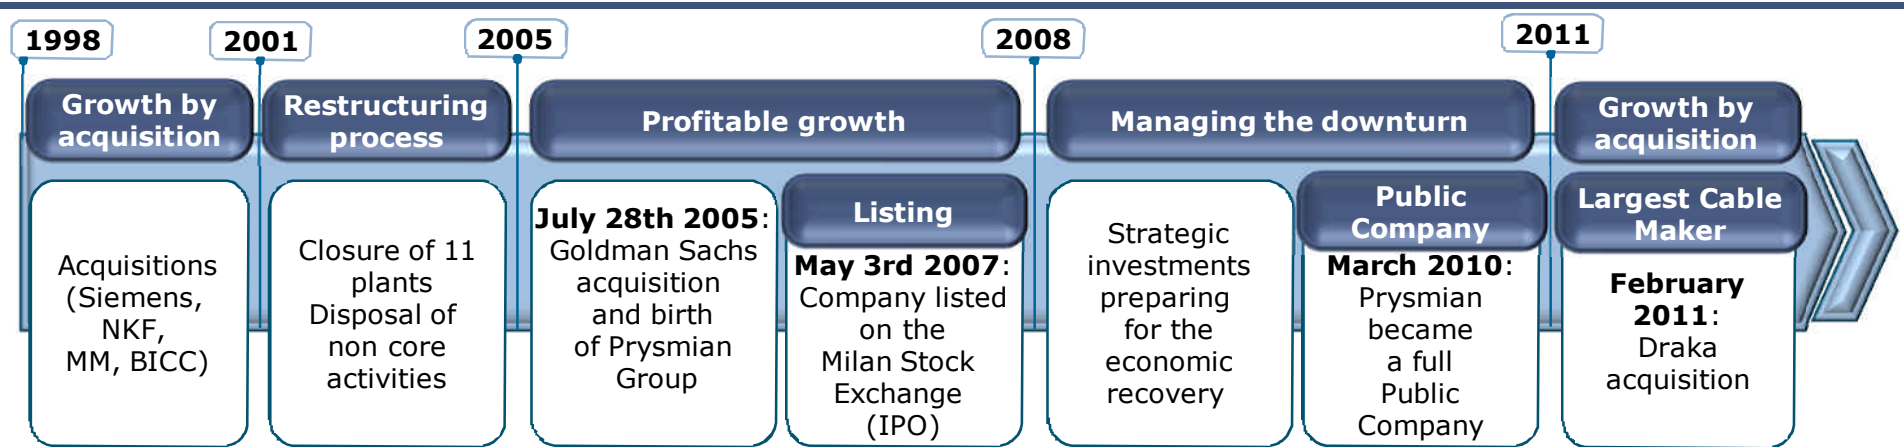 1998
2001
2005
2008
2011
Growth by
acquisition
Restructuring
process
Profitable growth
Managing the downturn
Growth by
acquisition
Acquisitions
(Siemens,
NKF,
MM, BICC)
Closure of 11
plants
Disposal of
non core
activities
July 28th 2005:
Goldman Sachs
acquisition
and birth
of Prysmian
Group
Listing
May 3rd 2007:
Company listed
on the
Milan Stock
Exchange
(IPO)
Strategic
investments
preparing
for the
economic
recovery
Public
Company
March 2010:
Prysmian
became
a full
Public
Company
Largest Cable
Maker
February
2011:
Draka
acquisition